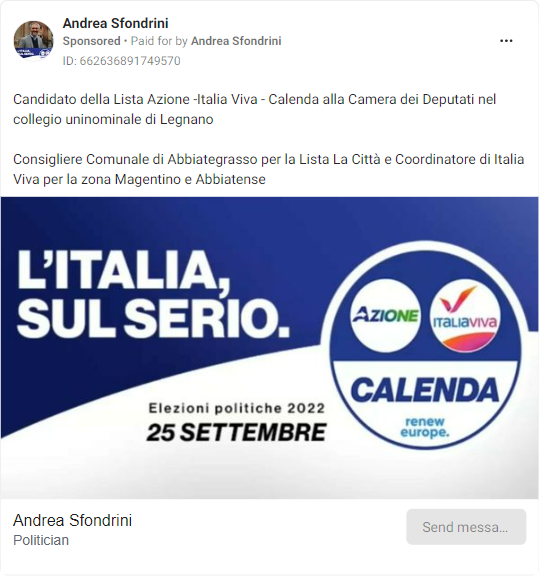 Andrea Sfondrini
Sponsored • Paid for by Andrea Sfondrini
ID: 662636891749570
Candidato della Lista Azione -Italia Viva - Calenda alla Camera dei Deputati nel
collegio uninominale di Legnano
Consigliere Comunale di Abbiategrasso per la Lista La Città e Coordinatore di Italia
Viva per la zona Magentino e Abbiatense
L'ITALIA,
SUL SERIO.
AZIONE
ITALIAVIVA
CALENDA
renew
europe.
Elezioni politiche 2022
25 SETTEMBRE
Andrea Sfondrini
Politician
Send messa...